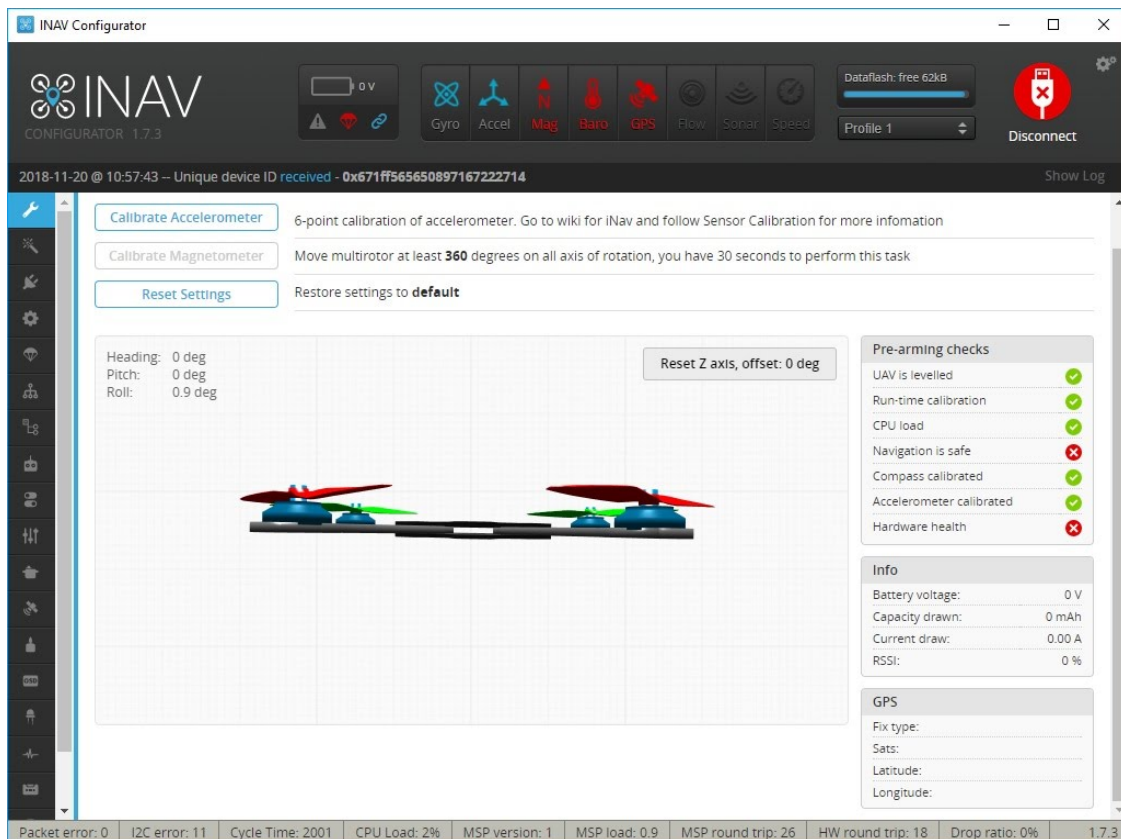 INAV Configurator
INAV
CONFIGURATOR 1.7.3
0 V
Gyro Accel Mag Baro GPS Flow Sonar Speed
Dataflash: free 62kB
Profile 1
Disconnect
2018-11-20 @ 10:57:43 -- Unique device ID received - 0x671ff565650897167222714
Show Log
Calibrate Accelerometer
6-point calibration of accelerometer. Go to wiki for iNav and follow Sensor Calibration for more infomation
Calibrate Magnetometer
Move multirotor at least 360 degrees on all axis of rotation, you have 30 seconds to perform this task
Reset Settings
Restore settings to default
Heading: 0 deg
Pitch: 0 deg
Roll: 0.9 deg
Reset Z axis, offset: 0 deg
Pre-arming checks
UAV is levelled
Run-time calibration
CPU load
Navigation is safe
Compass calibrated
Accelerometer calibrated
Hardware health
Info
Battery voltage: 0 V
Capacity drawn: 0 mAh
Current draw: 0.00 A
RSSI: 0 %
GPS
Fix type:
Sats:
Latitude:
Longitude:
OSD
Packet error: 0 I2C error: 11 Cycle Time: 2001 CPU Load: 2% MSP version: 1 MSP load: 0.9 MSP round trip: 26 HW round trip: 18 Drop ratio: 0% 1.7.3